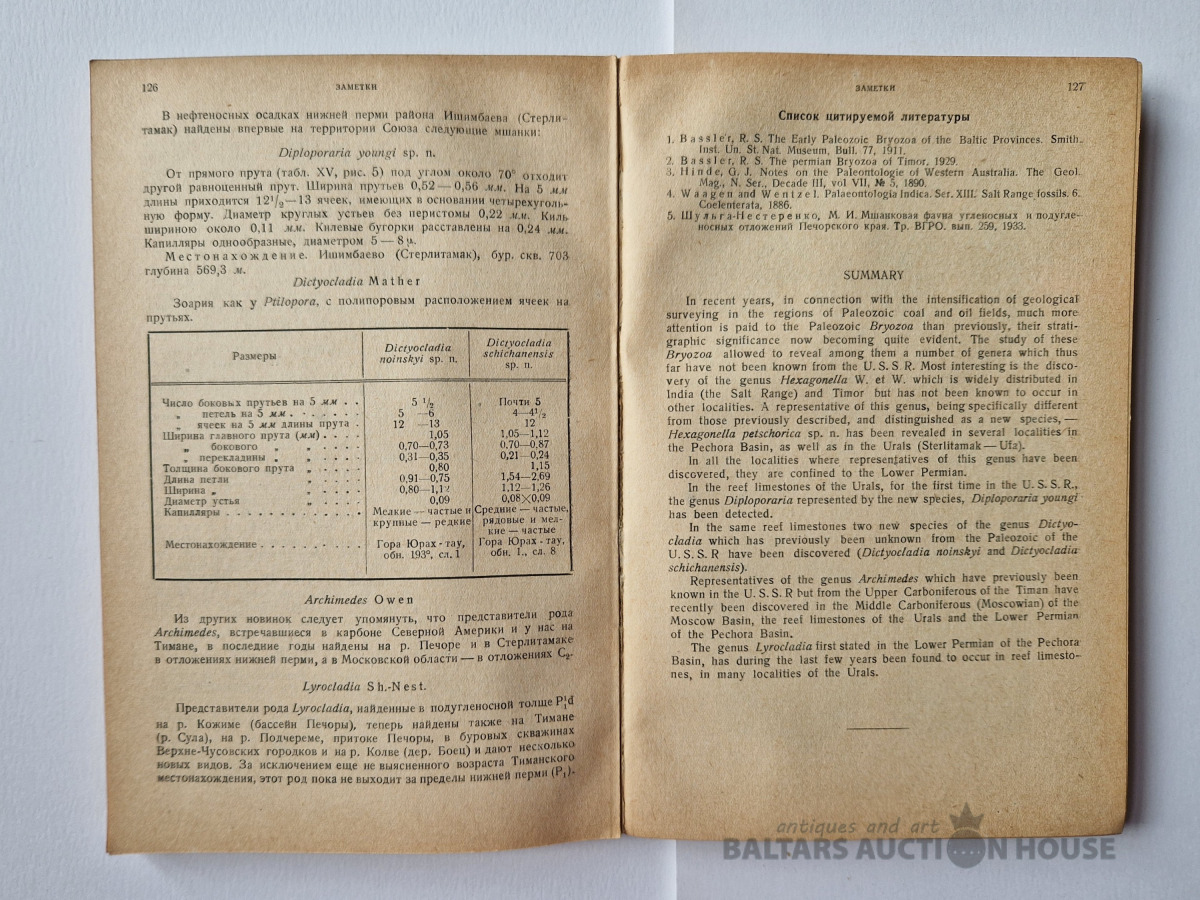 126
ЗАМЕТКИ
В нефтеносных осадках нижней перми района Ишимбаева (Стерли-
тамак) найдены впервые на территории Союза следующие мшанки:
Diploporaria youngi sp. n.
От прямого прута (табл. XV, рис. 5) под углом около 70° отходит
другой равноценный прут. Ширина прутьев 0,52—0,56 мм. На 5 мм
длины приходится 12¹/₂—13 ячеек, имеющих в основании четырехуголь-
ную форму. Диаметр круглых устьев без перистомы 0,22 мм. Киль
шириною около 0,11 мм. Килевые бугорки расставлены на 0,24 мм.
Капилляры однообразные, диаметром 5—8 μ.
Местонахождение. Ишимбаево (Стерлитамак), бур. скв. 703
глубина 569,3 м.
Dictyocladia Mather
Зоария как у Ptilopora, с полипоровым расположением ячеек на
прутьях.
Размеры
Dictyocladia noinskyi sp. n.
Dictyocladia schichanensis sp. n.
Число боковых прутьев на 5 мм . . 5 ¹/₂ Почти 5
„ петель на 5 мм . . . . . . . 5 —6 4—4¹/₂
„ ячеек на 5 мм длины прута . 12 —13 12
Ширина главного прута (мм) . . . . 1,05 1,05—1,12
„ бокового „ „ . . . . 0,70—0,73 0,70—0,87
„ перекладины „ „ . . . . 0,31—0,35 0,21—0,24
Толщина бокового прута „ . . . . 0,80 1,15
Длина петли „ . . . . 0,91—0,75 1,54—2,69
Ширина „ „ . . . . 0,80—1,12 1,12—1,26
Диаметр устья „ . . . . 0,09 0,08×0,09
Капилляры . . . . . . . . . . . . . Мелкие — частые и Средние — частые,
крупные — редкие рядовые и мел-
кие — частые
Местонахождение . . . . . . . . . . Гора Юрах-тау, Гора Юрах-тау,
обн. 193°, сл. 1 обн. 1., сл. 8
Archimedes Owen
Из других новинок следует упомянуть, что представители рода
Archimedes, встречавшиеся в карбоне Северной Америки и у нас на
Тимане, в последние годы найдены на р. Печоре и в Стерлитамаке
в отложениях нижней перми, а в Московской области — в отложениях C₂.
Lyrocladia Sh.-Nest.
Представители рода Lyrocladia, найденные в подугленосной толще P₁¹d
на р. Кожиме (бассейн Печоры), теперь найдены также на Тимане
(р. Сула), на р. Подчереме, притоке Печоры, в буровых скважинах
Верхне-Чусовских городков и на р. Колве (дер. Боец) и дают несколько
новых видов. За исключением еще не выясненного возраста Тиманского
местонахождения, этот род пока не выходит за пределы нижней перми (P₁).
ЗАМЕТКИ
127
Список цитируемой литературы
1. Bassler, R. S. The Early Paleozoic Bryozoa of the Baltic Provinces. Smith.
Inst. Un. St. Nat. Museum, Bull. 77, 1911.
2. Bassler, R. S. The permian Bryozoa of Timor, 1929.
3. Hinde, G. J. Notes on the Paleontologie of Western Australia. The Geol.
Mag., N. Ser., Decade III, vol VII, № 5, 1890.
4. Waagen and Wentzel. Palaeontologia Indica. Ser. XIII. Salt Range fossils. 6.
Coelenterata, 1886.
5. Шульга-Нестеренко, М. И. Мшанковая фауна угленосных и подугле-
носных отложений Печорского края. Тр. ВГРО. вып. 259, 1933.
SUMMARY
In recent years, in connection with the intensification of geological
surveying in the regions of Paleozoic coal and oil fields, much more
attention is paid to the Paleozoic Bryozoa than previously, their strati-
graphic significance now becoming quite evident. The study of these
Bryozoa allowed to reveal among them a number of genera which thus
far have not been known from the U. S. S R. Most interesting is the disco-
very of the genus Hexagonella W. et W. which is widely distributed in
India (the Salt Range) and Timor but has not been known to occur in
other localities. A representative of this genus, being specifically different
from those previously described, and distinguished as a new species, —
Hexagonella petschorica sp. n. has been revealed in several localities in
the Pechora Basin, as well as in the Urals (Sterlitamak — Ufa).
In all the localities where representatives of this genus have been
discovered, they are confined to the Lower Permian.
In the reef limestones of the Urals, for the first time in the U. S. S. R.,
the genus Diploporaria represented by the new species, Diploporaria youngi
has been detected.
In the same reef limestones two new species of the genus Dictyo-
cladia which has previously been unknown from the Paleozoic of the
U. S. S. R have been discovered (Dictyocladia noinskyi and Dictyocladia
schichanensis).
Representatives of the genus Archimedes which have previously been
known in the U. S. S. R but from the Upper Carboniferous of the Timan have
recently been discovered in the Middle Carboniferous (Moscowian) of the
Moscow Basin, the reef limestones of the Urals and the Lower Permian
of the Pechora Basin.
The genus Lyrocladia first stated in the Lower Permian of the Pechora
Basin, has during the last few years been found to occur in reef limesto-
nes, in many localities of the Urals.
antiques and art
BALTARS AUCTION HOUSE